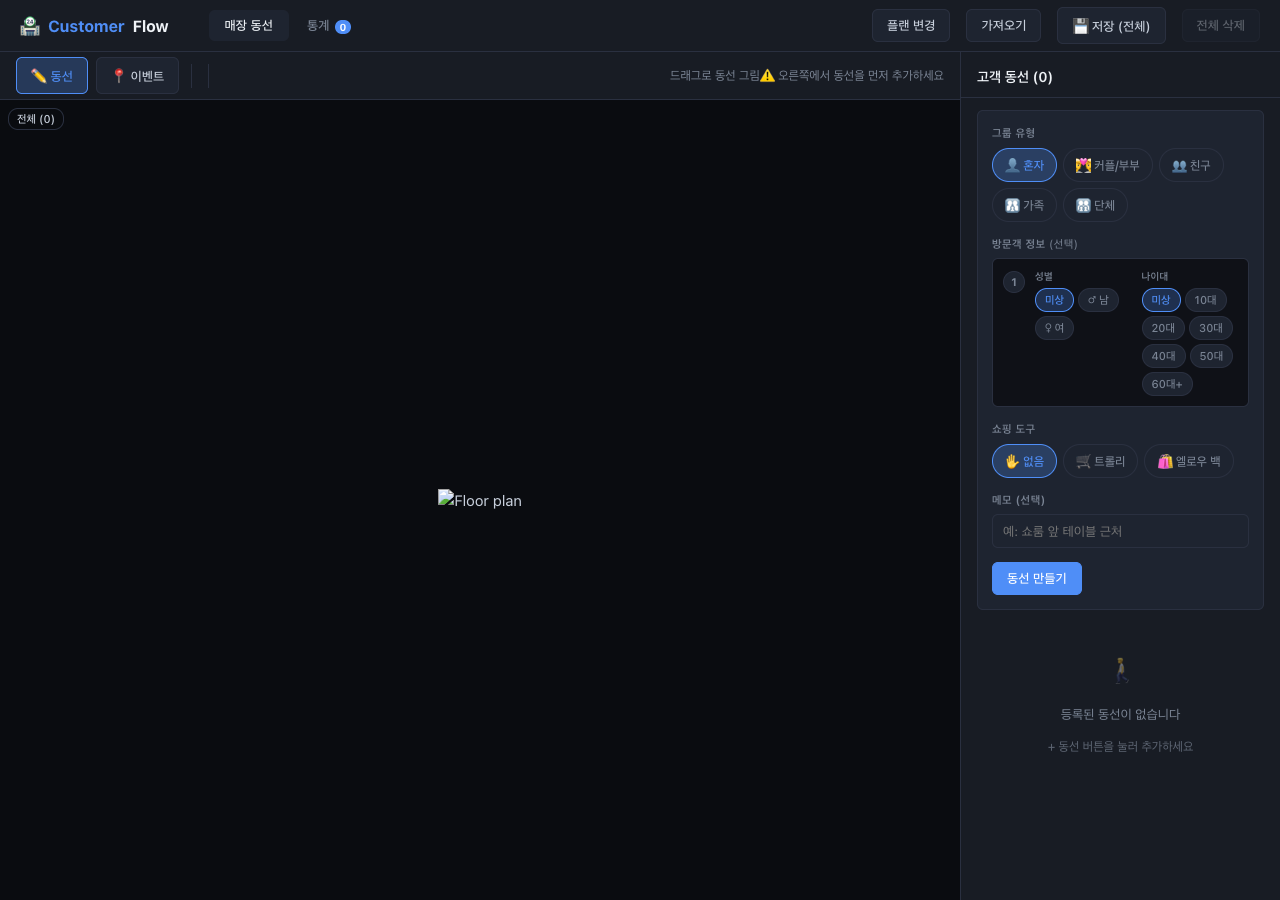 24
Customer Flow
매장 동선
통계 0
플랜 변경
가져오기
💾 저장 (전체)
전체 삭제
✏️ 동선
📍 이벤트
드래그로 동선 그림⚠️ 오른쪽에서 동선을 먼저 추가하세요
고객 동선 (0)
전체 (0)
그룹 유형
👤 혼자
커플/부부
👥 친구
가족
단체
방문객 정보 (선택)
1
성별
나이대
미상
♂ 남
미상
10대
♀ 여
20대
30대
40대
50대
60대+
쇼핑 도구
🖐 없음
🛒 트롤리
🛍️ 옐로우 백
메모 (선택)
예: 쇼룸 앞 테이블 근처
동선 만들기
Floor plan
등록된 동선이 없습니다
+ 동선 버튼을 눌러 추가하세요